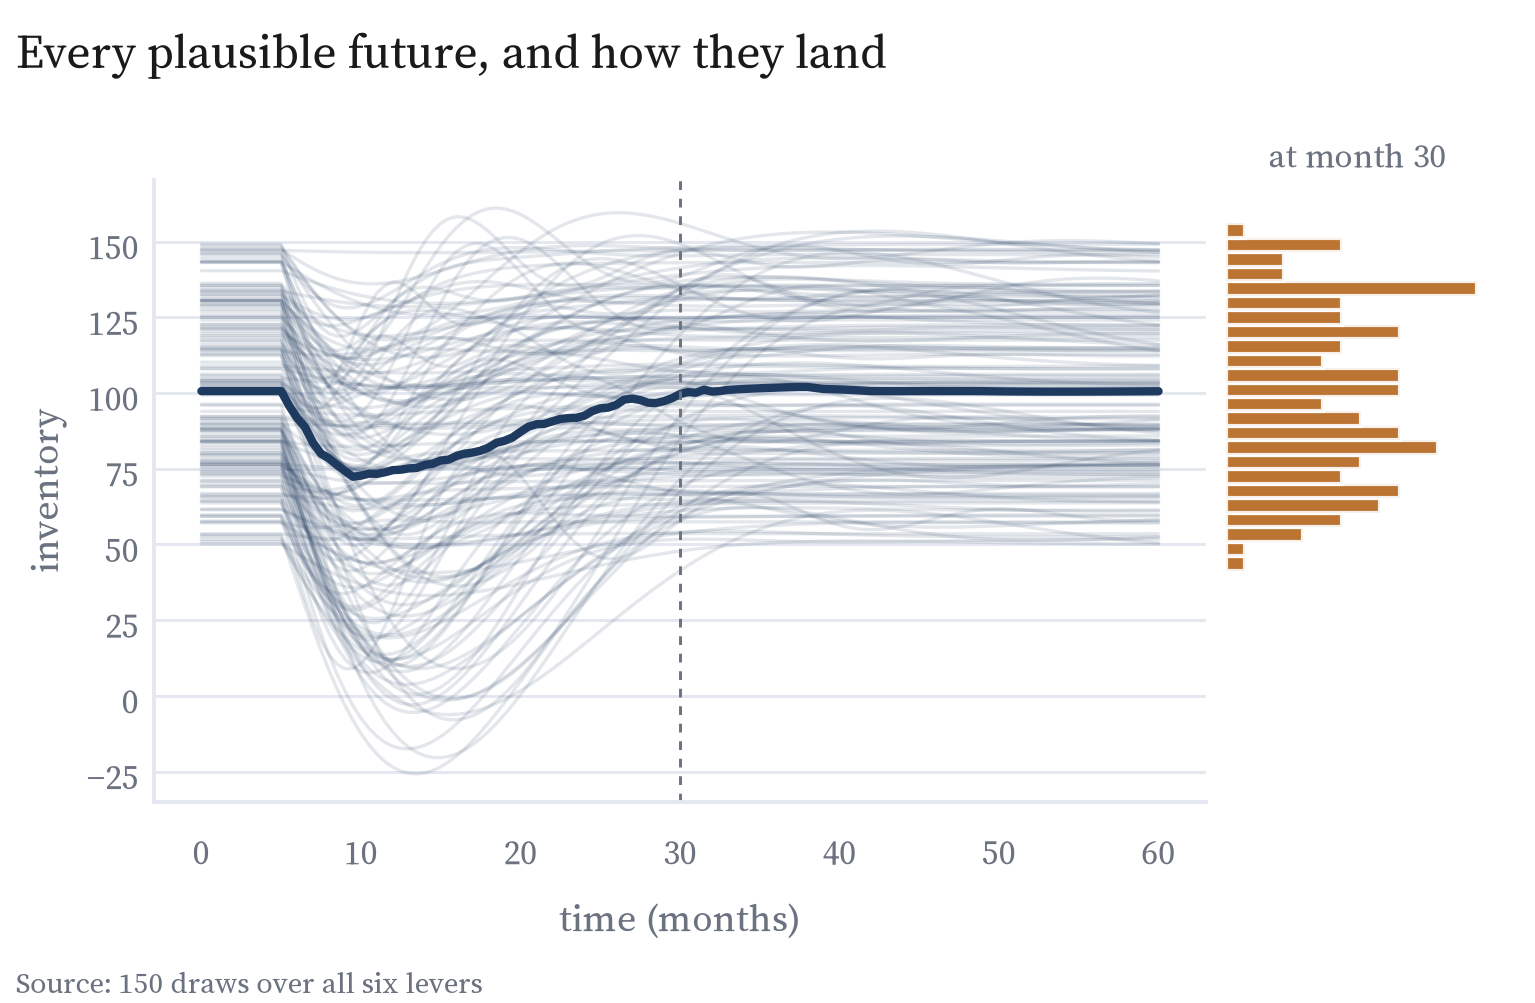 Every plausible future, and how they land
at month 30
150
125
100
75
50
25
0
−25
inventory
0 10 20 30 40 50 60
time (months)
Source: 150 draws over all six levers